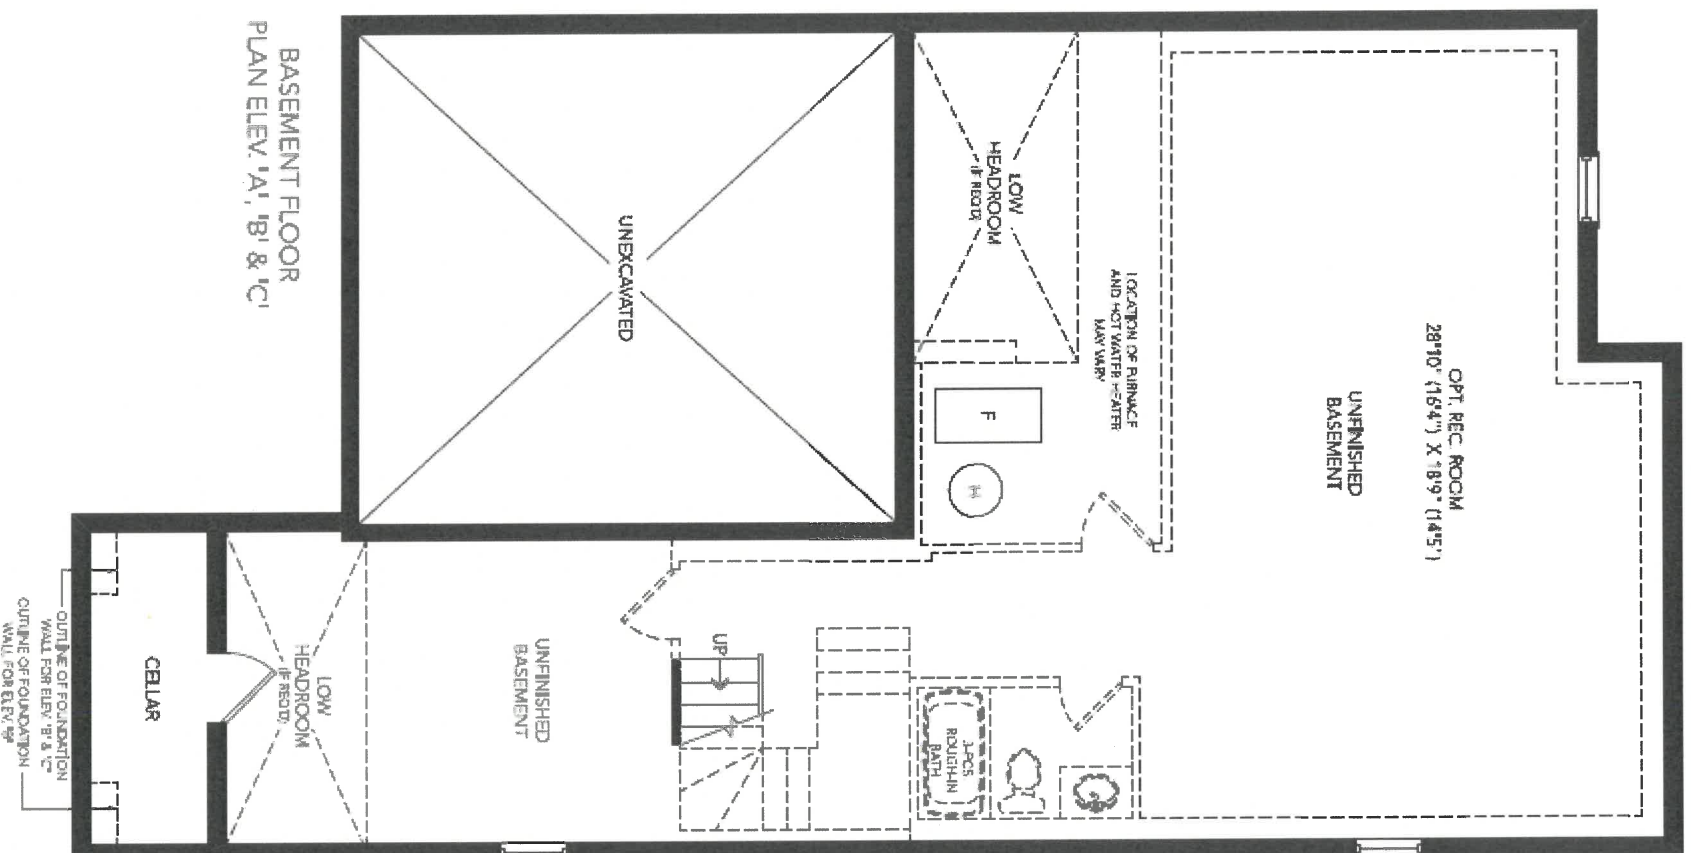 BASEMENT FLOOR
PLAN ELEV. 'A', 'B' & 'C'
UNEXCAVATED
LOW
HEADROOM
(IF REQ'D)
LOCATION OF FURNACE
AND HOT WATER HEATER
MAY VARY
F
H
OPT. REC. ROOM
28'10" (16'4") X 18'9" (14'5")
UNFINISHED
BASEMENT
UP
UNFINISHED
BASEMENT
3-PCS
ROUGH-IN
BATH
LOW
HEADROOM
(IF REQ'D)
CELLAR
OUTLINE OF FOUNDATION
WALL FOR ELEV. 'B' & 'C'
OUTLINE OF FOUNDATION
WALL FOR ELEV.